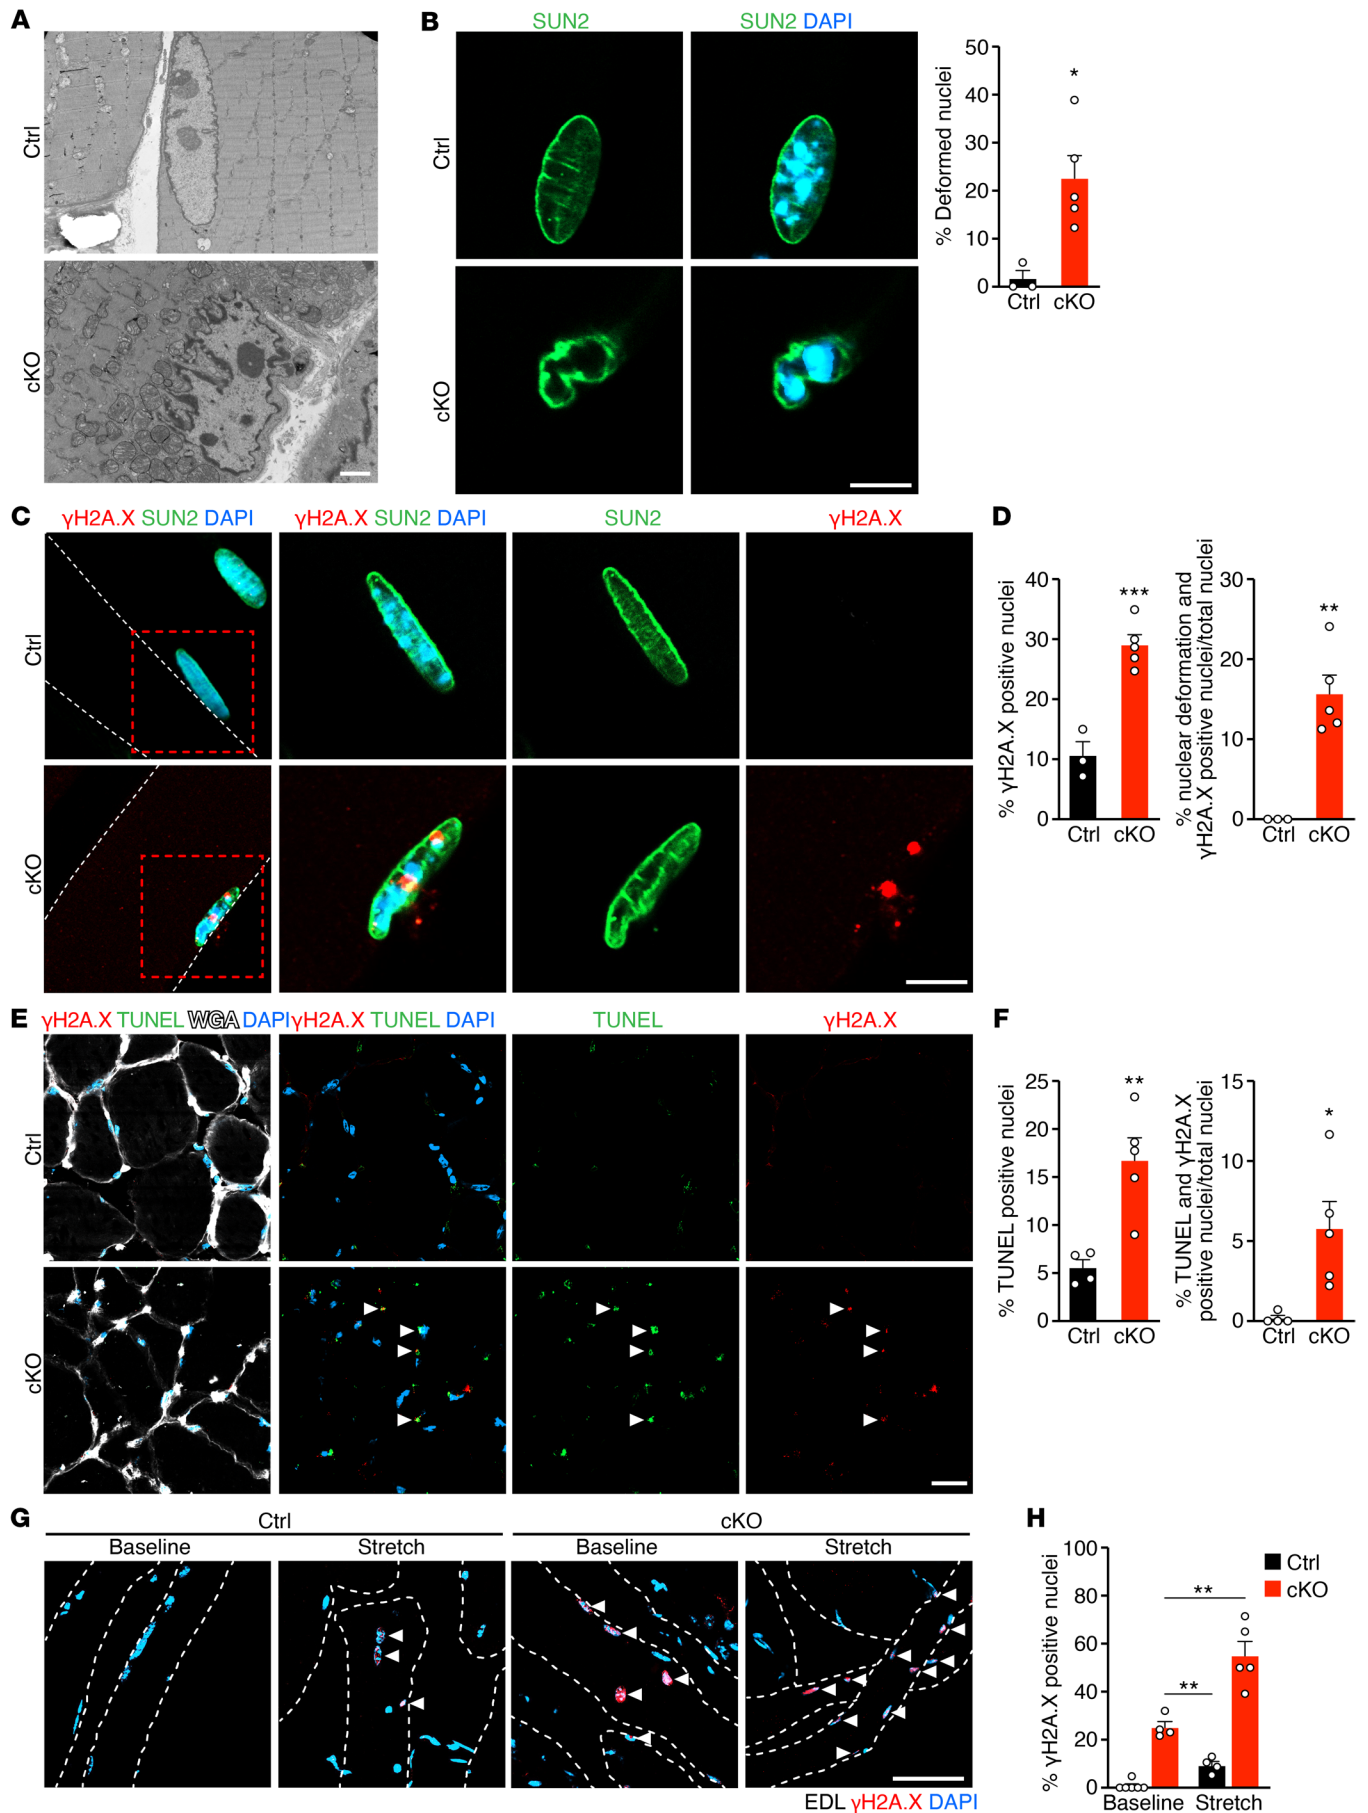 A
Ctrl
cKO
B
SUN2
SUN2 DAPI
Ctrl
cKO
% Deformed nuclei
50
40
30
20
10
0
*
Ctrl cKO
C
γH2A.X SUN2 DAPI
γH2A.X SUN2 DAPI
SUN2
γH2A.X
Ctrl
cKO
D
% γH2A.X positive nuclei
40
30
20
10
0
***
Ctrl cKO
% nuclear deformation and
γH2A.X positive nuclei/total nuclei
30
20
10
0
**
Ctrl cKO
E
γH2A.X TUNEL WGA DAPI
γH2A.X TUNEL DAPI
TUNEL
γH2A.X
Ctrl
cKO
F
% TUNEL positive nuclei
25
20
15
10
5
0
**
Ctrl cKO
% TUNEL and γH2A.X
positive nuclei/total nuclei
15
10
5
0
*
Ctrl cKO
G
Ctrl
cKO
Baseline
Stretch
Baseline
Stretch
EDL γH2A.X DAPI
H
% γH2A.X positive nuclei
100
80
60
40
20
0
**
**
Ctrl
cKO
Baseline Stretch